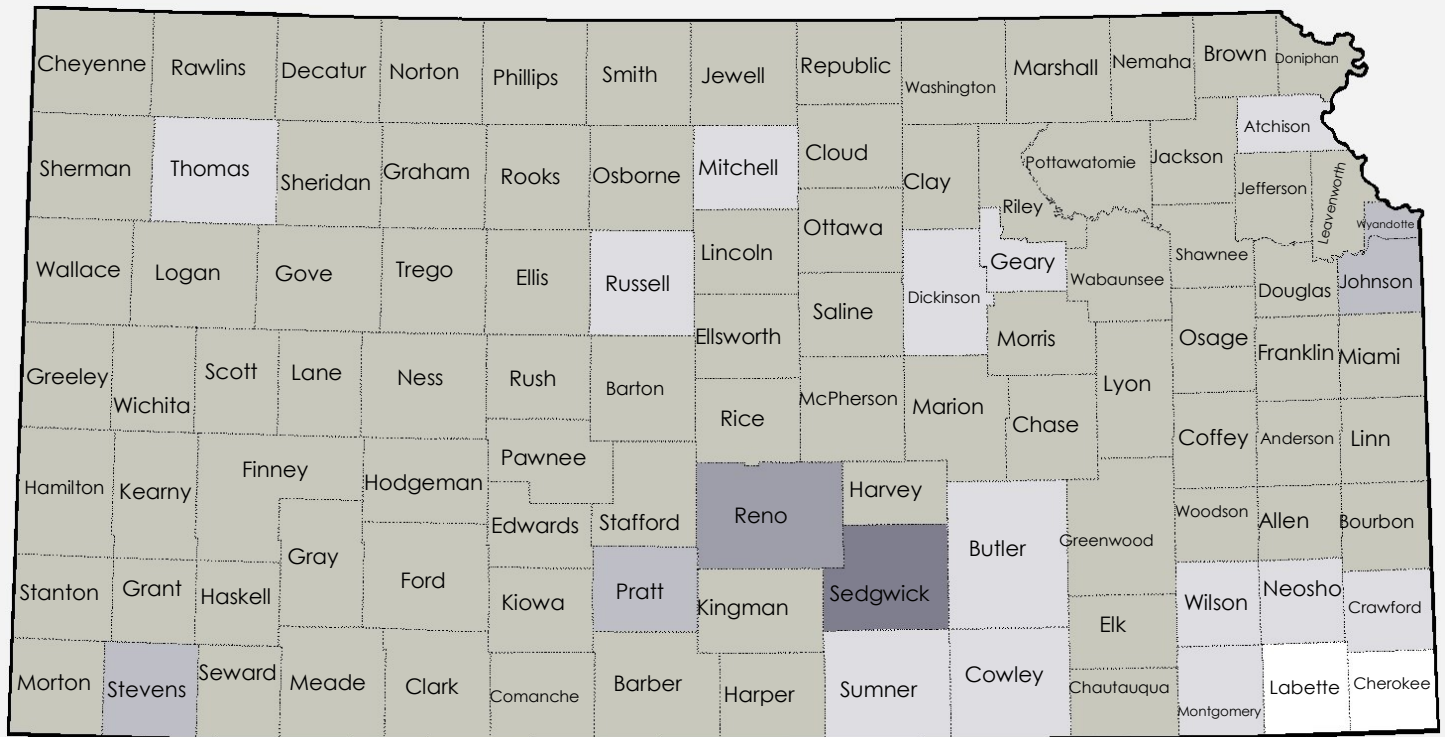 Cheyenne
Rawlins
Decatur
Norton
Phillips
Smith
Jewell
Republic
Washington
Marshall
Nemaha
Brown
Doniphan
Atchison
Sherman
Thomas
Sheridan
Graham
Rooks
Osborne
Mitchell
Cloud
Clay
Riley
Pottawatomie
Jackson
Jefferson
Leavenworth
Wyandotte
Wallace
Logan
Gove
Trego
Ellis
Russell
Lincoln
Ottawa
Saline
Dickinson
Geary
Wabaunsee
Shawnee
Douglas
Johnson
Ellsworth
Morris
Osage
Franklin
Miami
Greeley
Wichita
Scott
Lane
Ness
Rush
Barton
Rice
McPherson
Marion
Chase
Lyon
Coffey
Anderson
Linn
Hamilton
Kearny
Finney
Hodgeman
Pawnee
Edwards
Stafford
Reno
Harvey
Butler
Greenwood
Woodson
Allen
Bourbon
Stanton
Grant
Haskell
Gray
Ford
Kiowa
Pratt
Kingman
Sedgwick
Elk
Wilson
Neosho
Crawford
Morton
Stevens
Seward
Meade
Clark
Comanche
Barber
Harper
Sumner
Cowley
Chautauqua
Montgomery
Labette
Cherokee